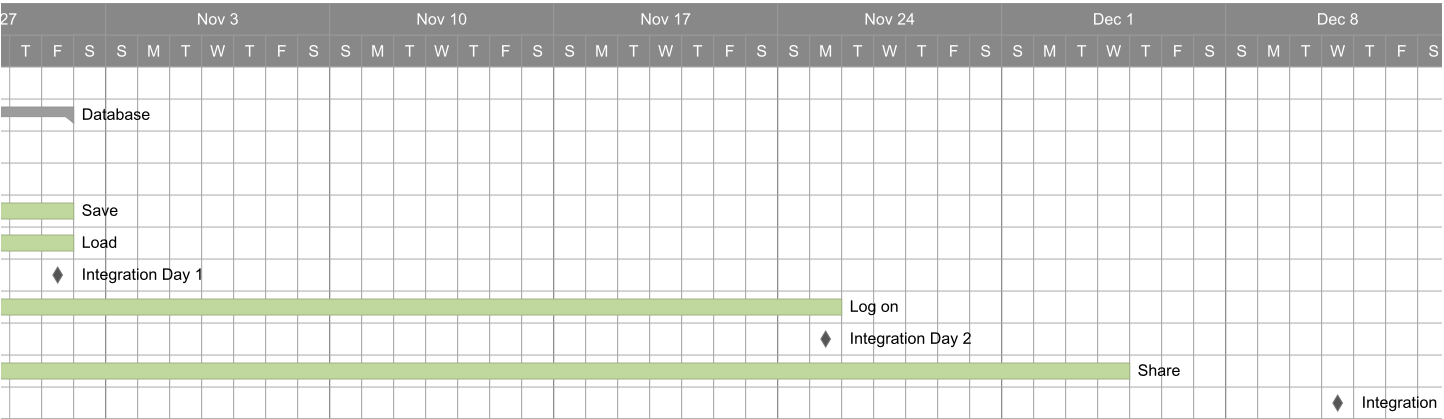 27 Nov 3 Nov 10 Nov 17 Nov 24 Dec 1 Dec 8
T F S S M T W T F S S M T W T F S S M T W T F S S M T W T F S S M T W T F S S M T W T F S
Database
Save
Load
Integration Day 1
Log on
Integration Day 2
Share
Integration